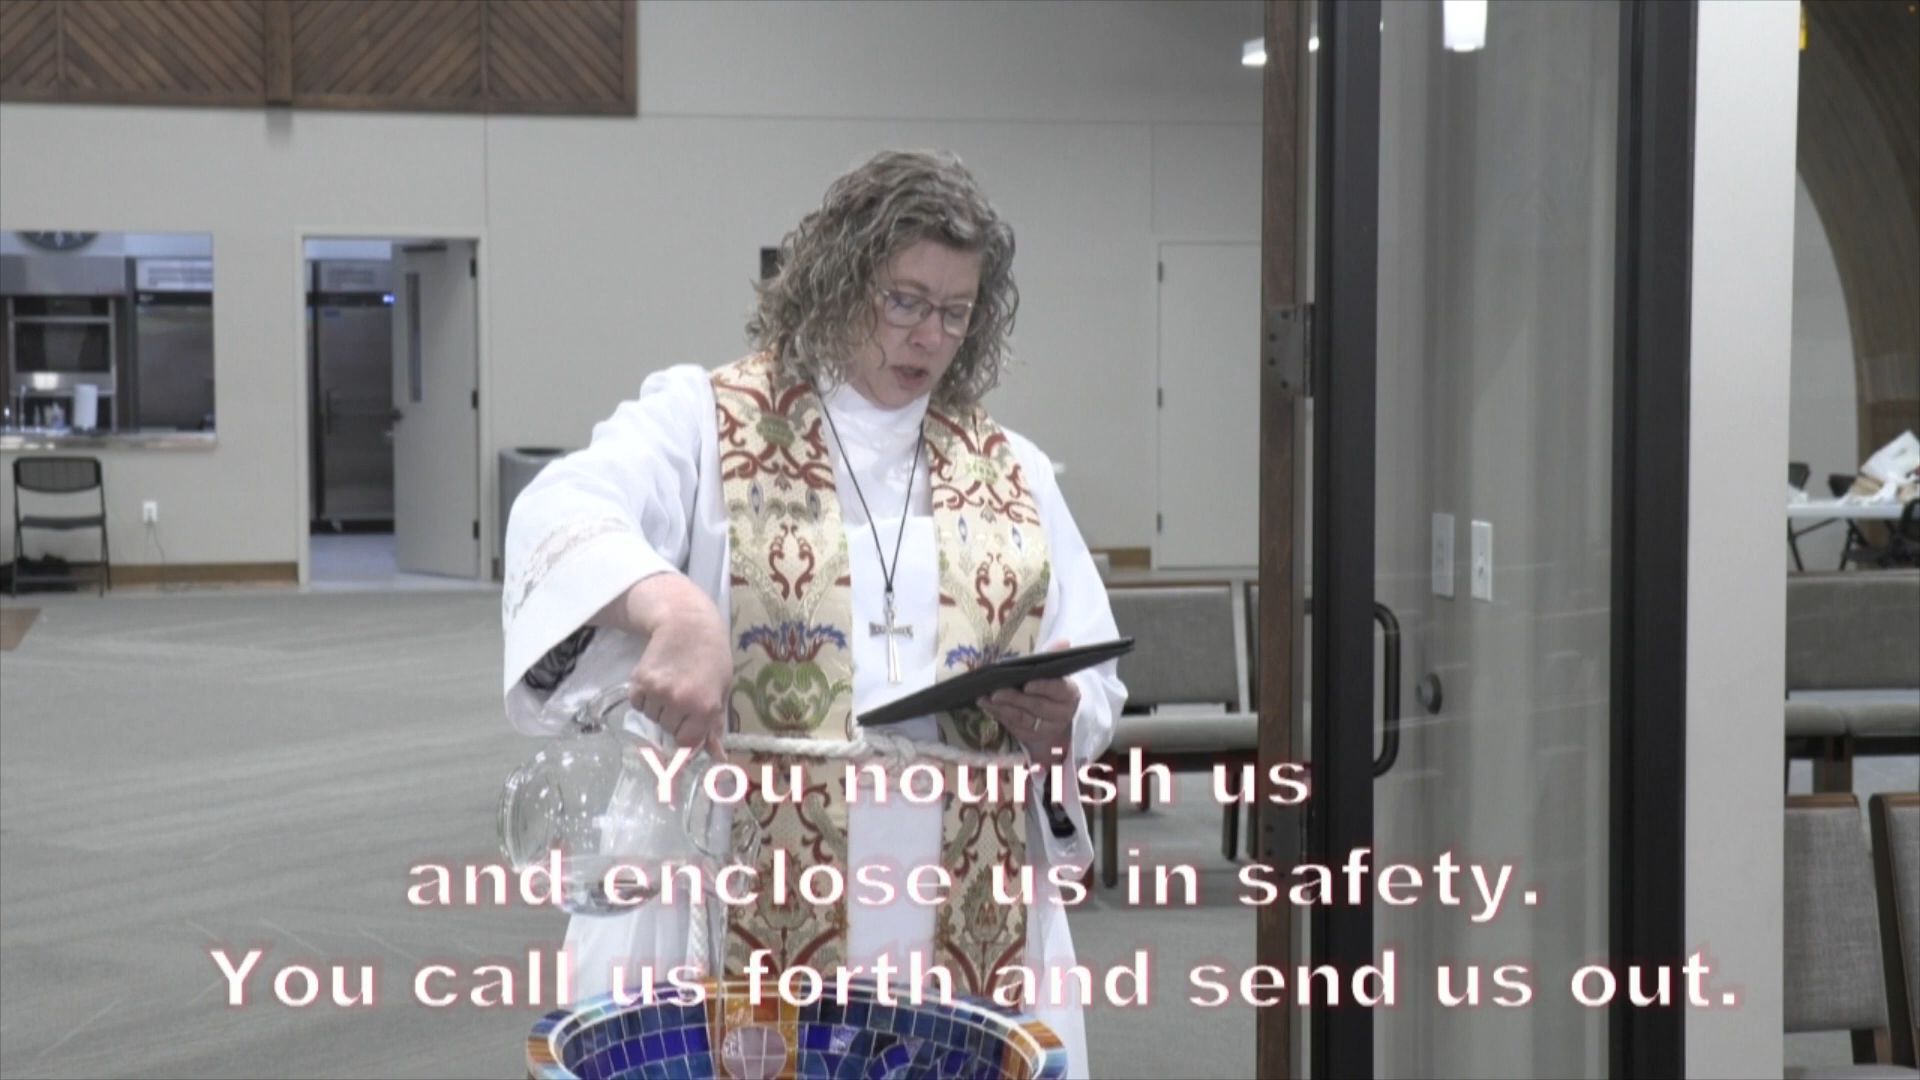 You nourish us
and enclose us in safety.
You call us forth and send us out.